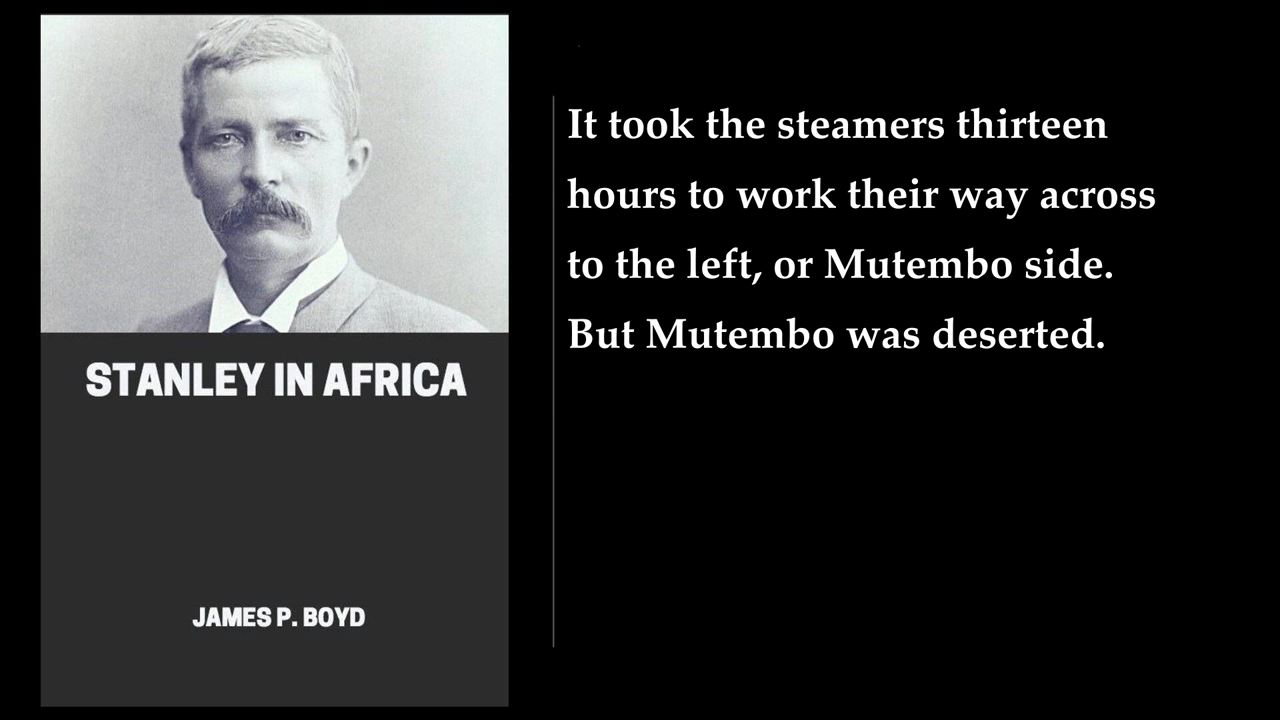 STANLEY IN AFRICA
JAMES P. BOYD
It took the steamers thirteen
hours to work their way across
to the left, or Mutembo side.
But Mutembo was deserted.